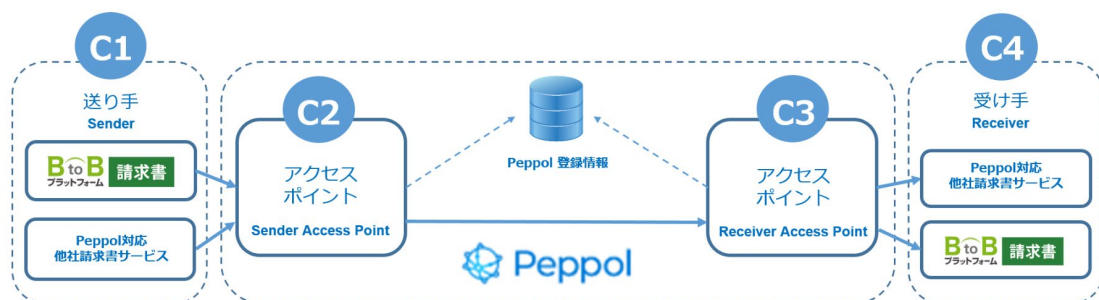 C1
送り手
Sender
BtoB
プラットフォーム
請求書
Peppol対応
他社請求書サービス
C2
アクセス
ポイント
Sender Access Point
Peppol 登録情報
Peppol
C3
アクセス
ポイント
Receiver Access Point
C4
受け手
Receiver
Peppol対応
他社請求書サービス
BtoB
プラットフォーム
請求書